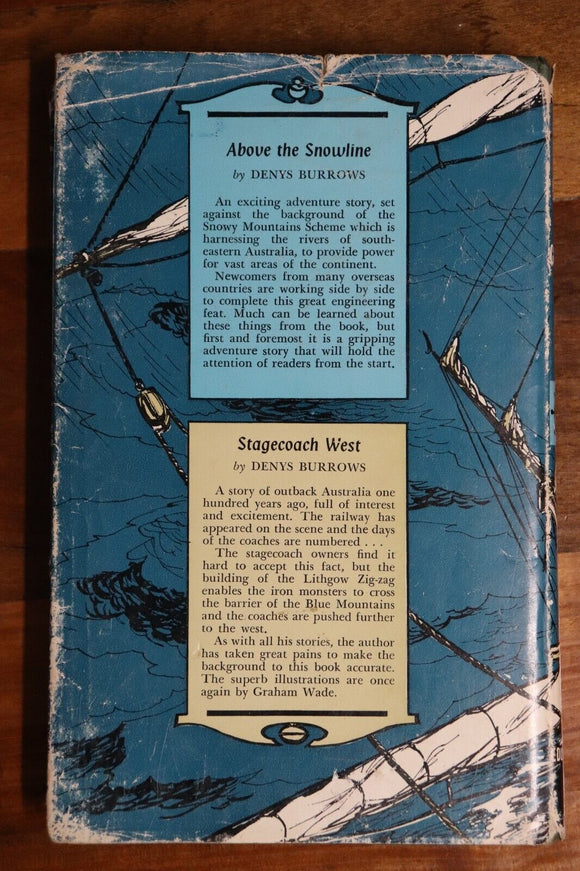 Above the Snowline
by DENYS BURROWS
An exciting adventure story, set
against the background of the
Snowy Mountains Scheme which is
harnessing the rivers of south-
eastern Australia, to provide power
for vast areas of the continent.
Newcomers from many overseas
countries are working side by side
to complete this great engineering
feat. Much can be learned about
these things from the book, but
first and foremost it is a gripping
adventure story that will hold the
attention of readers from the start.
Stagecoach West
by DENYS BURROWS
A story of outback Australia one
hundred years ago, full of interest
and excitement. The railway has
appeared on the scene and the days
of the coaches are numbered . . .
The stagecoach owners find it
hard to accept this fact, but the
building of the Lithgow Zig-zag
enables the iron monsters to cross
the barrier of the Blue Mountains
and the coaches are pushed further
to the west.
As with all his stories, the author
has taken great pains to make the
background to this book accurate.
The superb illustrations are once
again by Graham Wade.